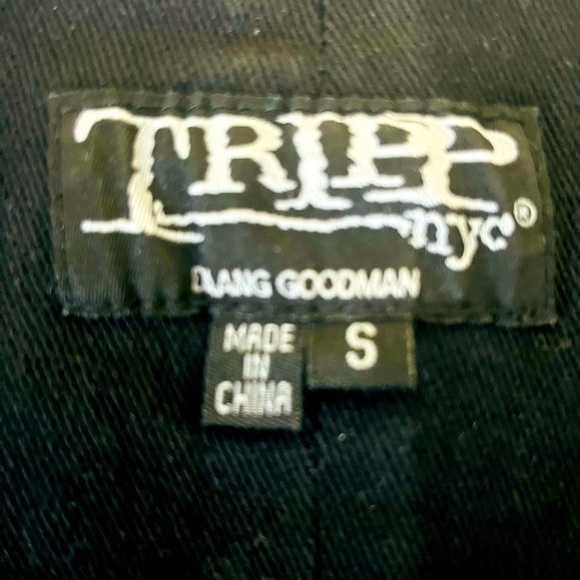 TRIPP
nyc®
DAANG GOODMAN
MADE IN CHINA
S